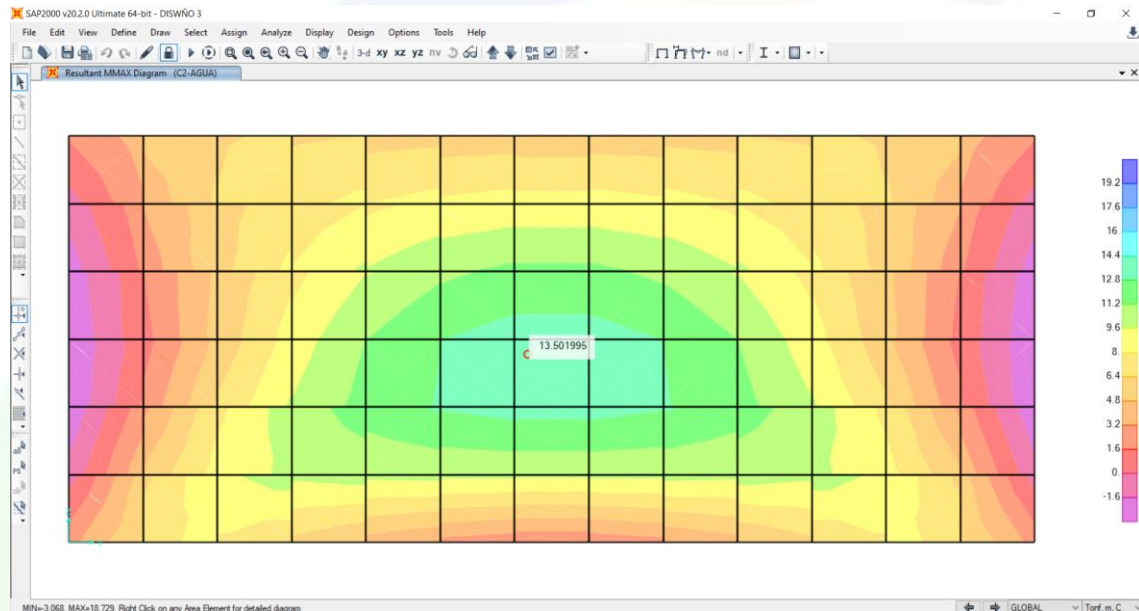 SAP2000 v20.2.0 Ultimate 64-bit - DISWÑO 3
File Edit View Define Draw Select Assign Analyze Display Design Options Tools Help
3-d xy xz yz nv nd
Resultant MMAX Diagram (C2-AGUA)
13.501995
19.2
17.6
16.
14.4
12.8
11.2
9.6
8.
6.4
4.8
3.2
1.6
0.
-1.6
all
PS
clr
MIN=-3.068, MAX=18.729, Right Click on any Area Element for detailed diagram
GLOBAL
Tonf, m, C